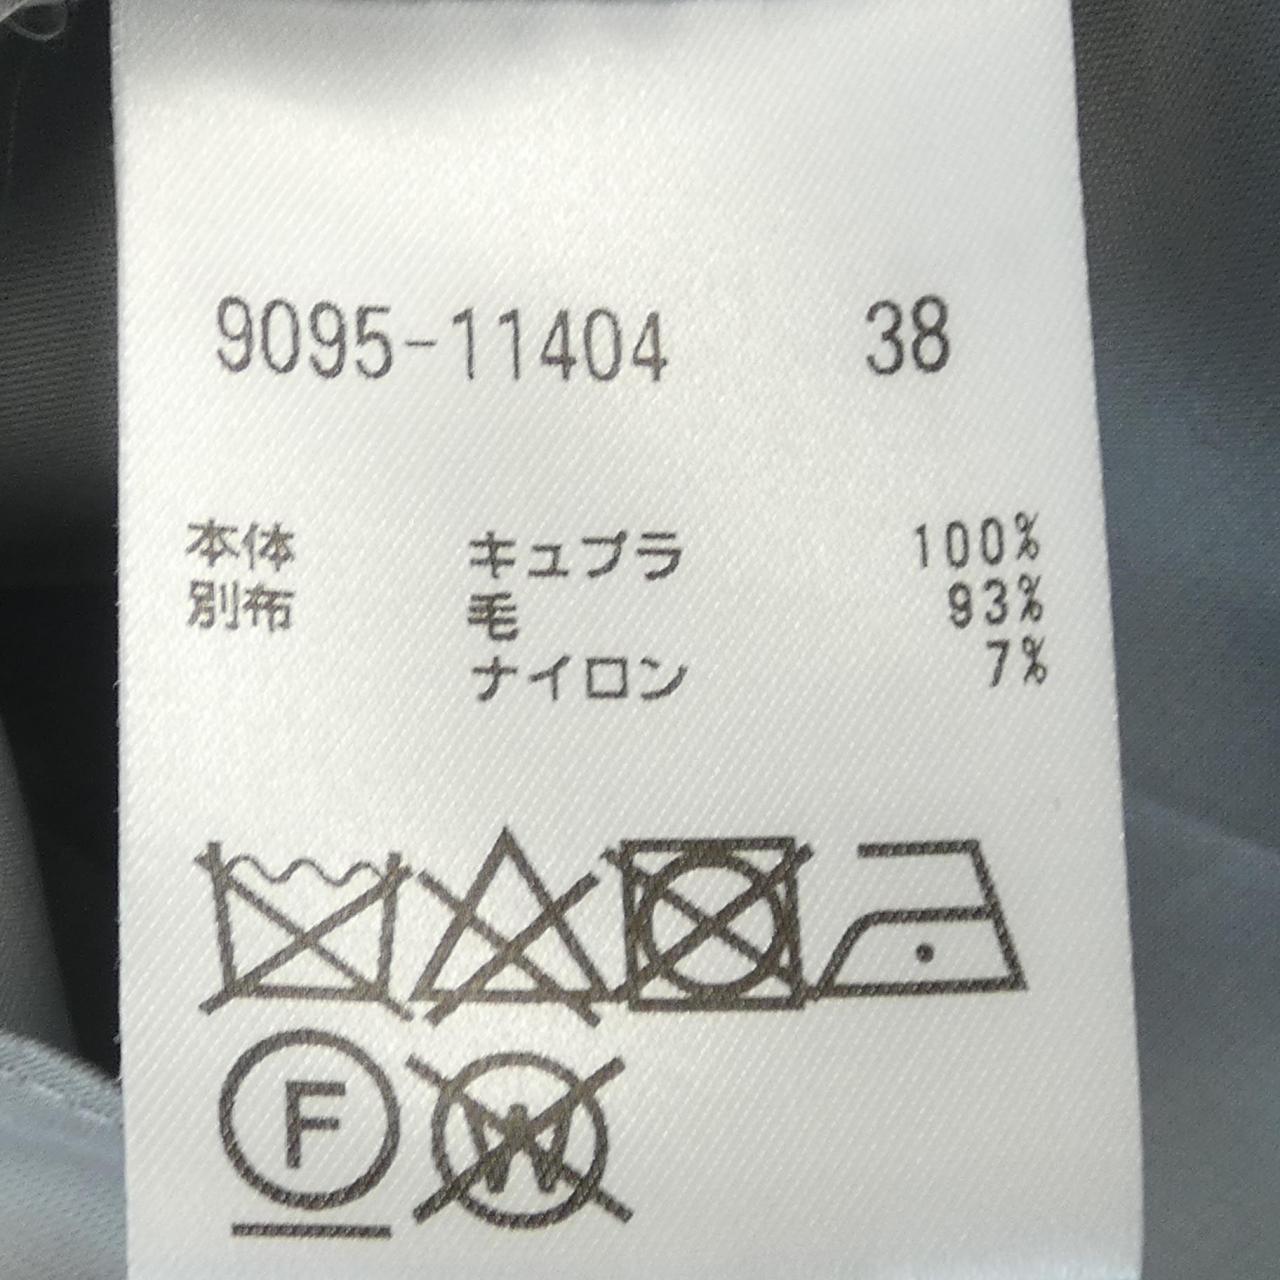 9095-11404 38
本体 キュプラ 100%
別布 毛 93%
ナイロン 7%
F
W